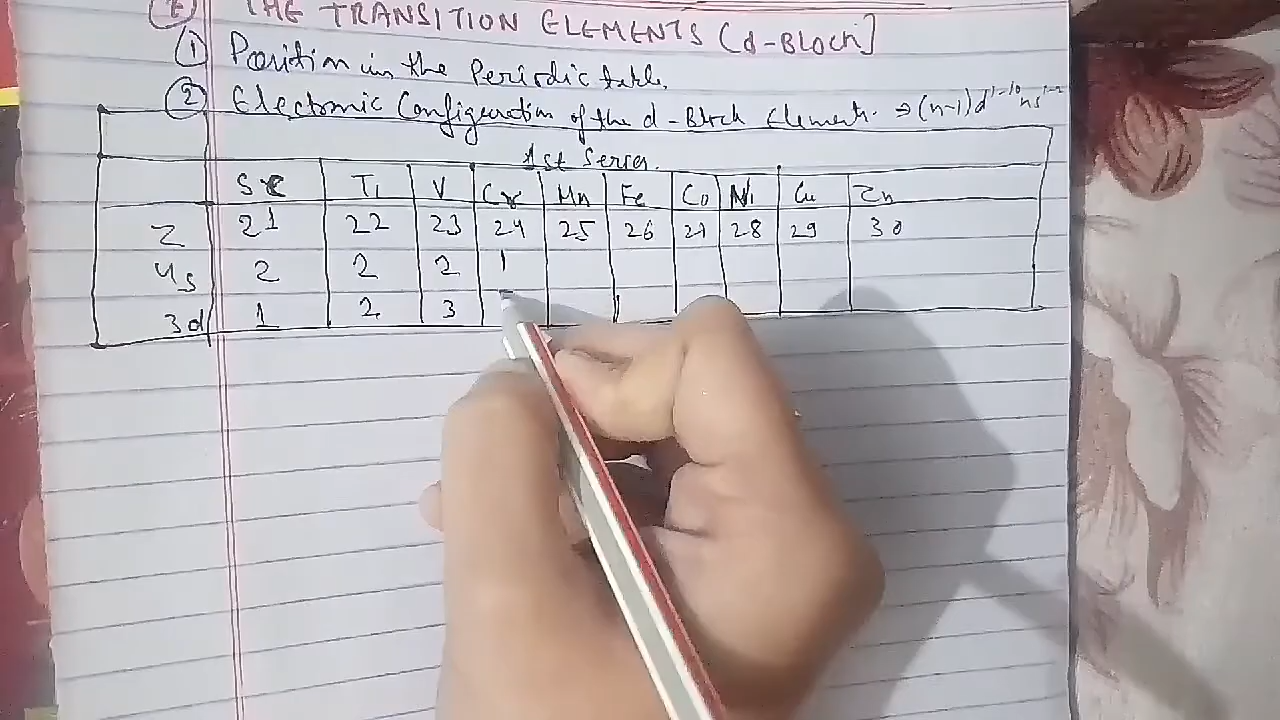 THE TRANSITION ELEMENTS (d-BLOCK]
① Position in the Periodic table.
② Electronic Configuration of the d-Block Elements. ⇒ (n-1)d¹⁻¹⁰ns¹⁻²
1st Series.
Sc Ti V Cr Mn Fe Co Ni Cu Zn
Z 21 22 23 24 25 26 27 28 29 30
4s 2 2 2 1
3d 1 2 3